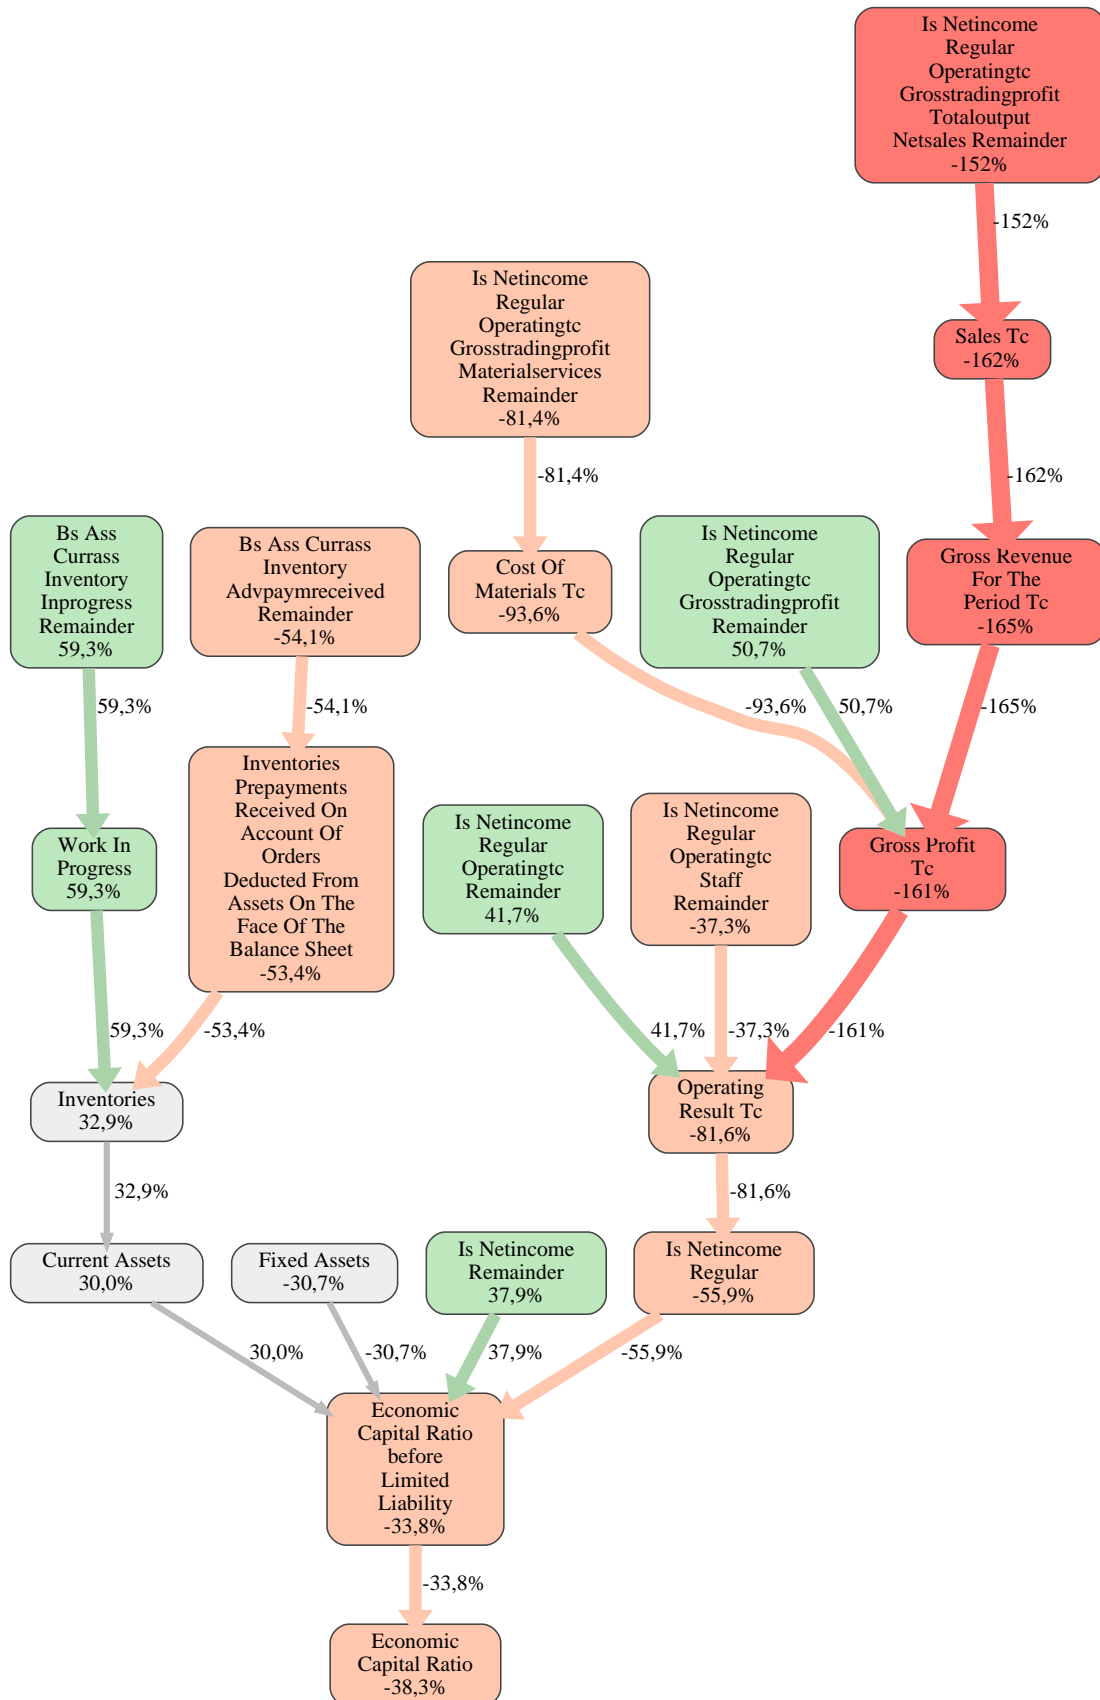 Is Netincome
Regular
Operatingtc
Grosstradingprofit
Totaloutput
Netsales Remainder
-152%
-152%
Is Netincome
Regular
Operatingtc
Grosstradingprofit
Materialservices
Remainder
-81,4%
Sales Tc
-162%
-81,4%
-162%
Bs Ass
Currass
Inventory
Inprogress
Remainder
59,3%
Bs Ass Currass
Inventory
Advpaymreceived
Remainder
-54,1%
Cost Of
Materials Tc
-93,6%
Is Netincome
Regular
Operatingtc
Grosstradingprofit
Remainder
50,7%
Gross Revenue
For The
Period Tc
-165%
59,3%
-54,1%
-93,6%
50,7%
-165%
Inventories
Prepayments
Received On
Account Of
Orders
Deducted From
Assets On The
Face Of The
Balance Sheet
-53,4%
Work In
Progress
59,3%
Is Netincome
Regular
Operatingtc
Remainder
41,7%
Is Netincome
Regular
Operatingtc
Staff
Remainder
-37,3%
Gross Profit
Tc
-161%
59,3%
-53,4%
41,7%
-37,3%
-161%
Inventories
32,9%
Operating
Result Tc
-81,6%
32,9%
-81,6%
Current Assets
30,0%
Fixed Assets
-30,7%
Is Netincome
Remainder
37,9%
Is Netincome
Regular
-55,9%
30,0%
-30,7%
37,9%
-55,9%
Economic
Capital Ratio
before
Limited
Liability
-33,8%
-33,8%
Economic
Capital Ratio
-38,3%